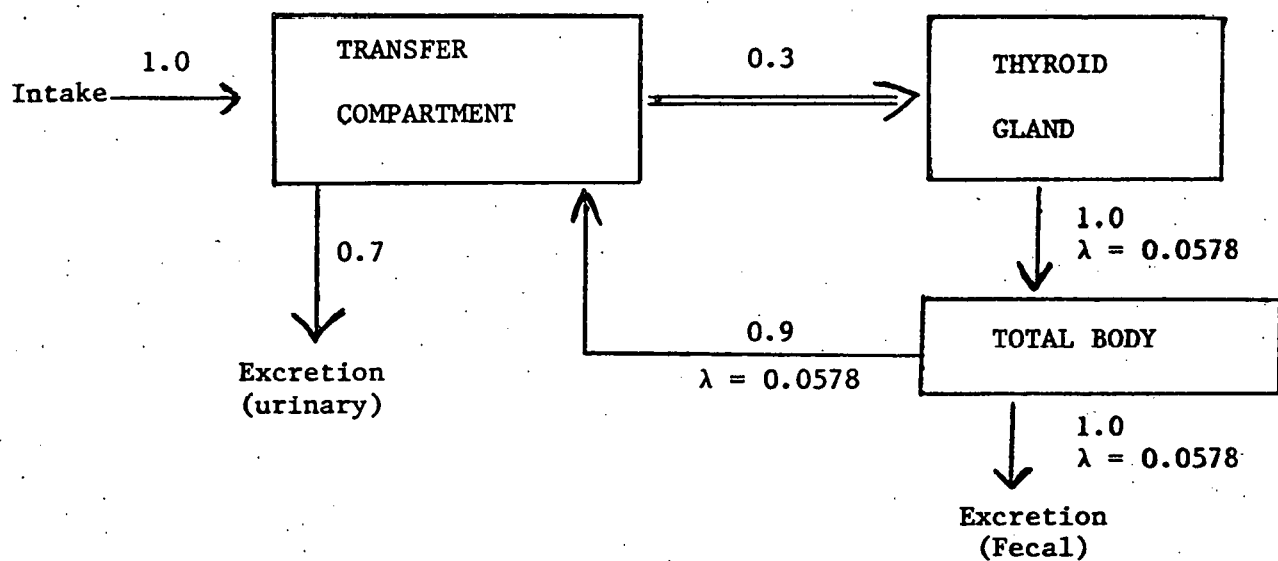 TRANSFER
COMPARTMENT
Intake
1.0
0.3
THYROID
GLAND
0.7
Excretion
(urinary)
1.0
λ = 0.0578
TOTAL BODY
0.9
λ = 0.0578
1.0
λ = 0.0578
Excretion
(Fecal)